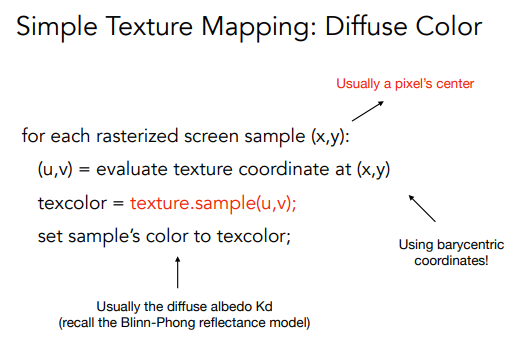 Simple Texture Mapping: Diffuse Color
Usually a pixel's center
for each rasterized screen sample (x,y):
(u,v) = evaluate texture coordinate at (x,y)
texcolor = texture.sample(u,v);
set sample's color to texcolor;
Using barycentric
coordinates!
Usually the diffuse albedo Kd
(recall the Blinn-Phong reflectance model)